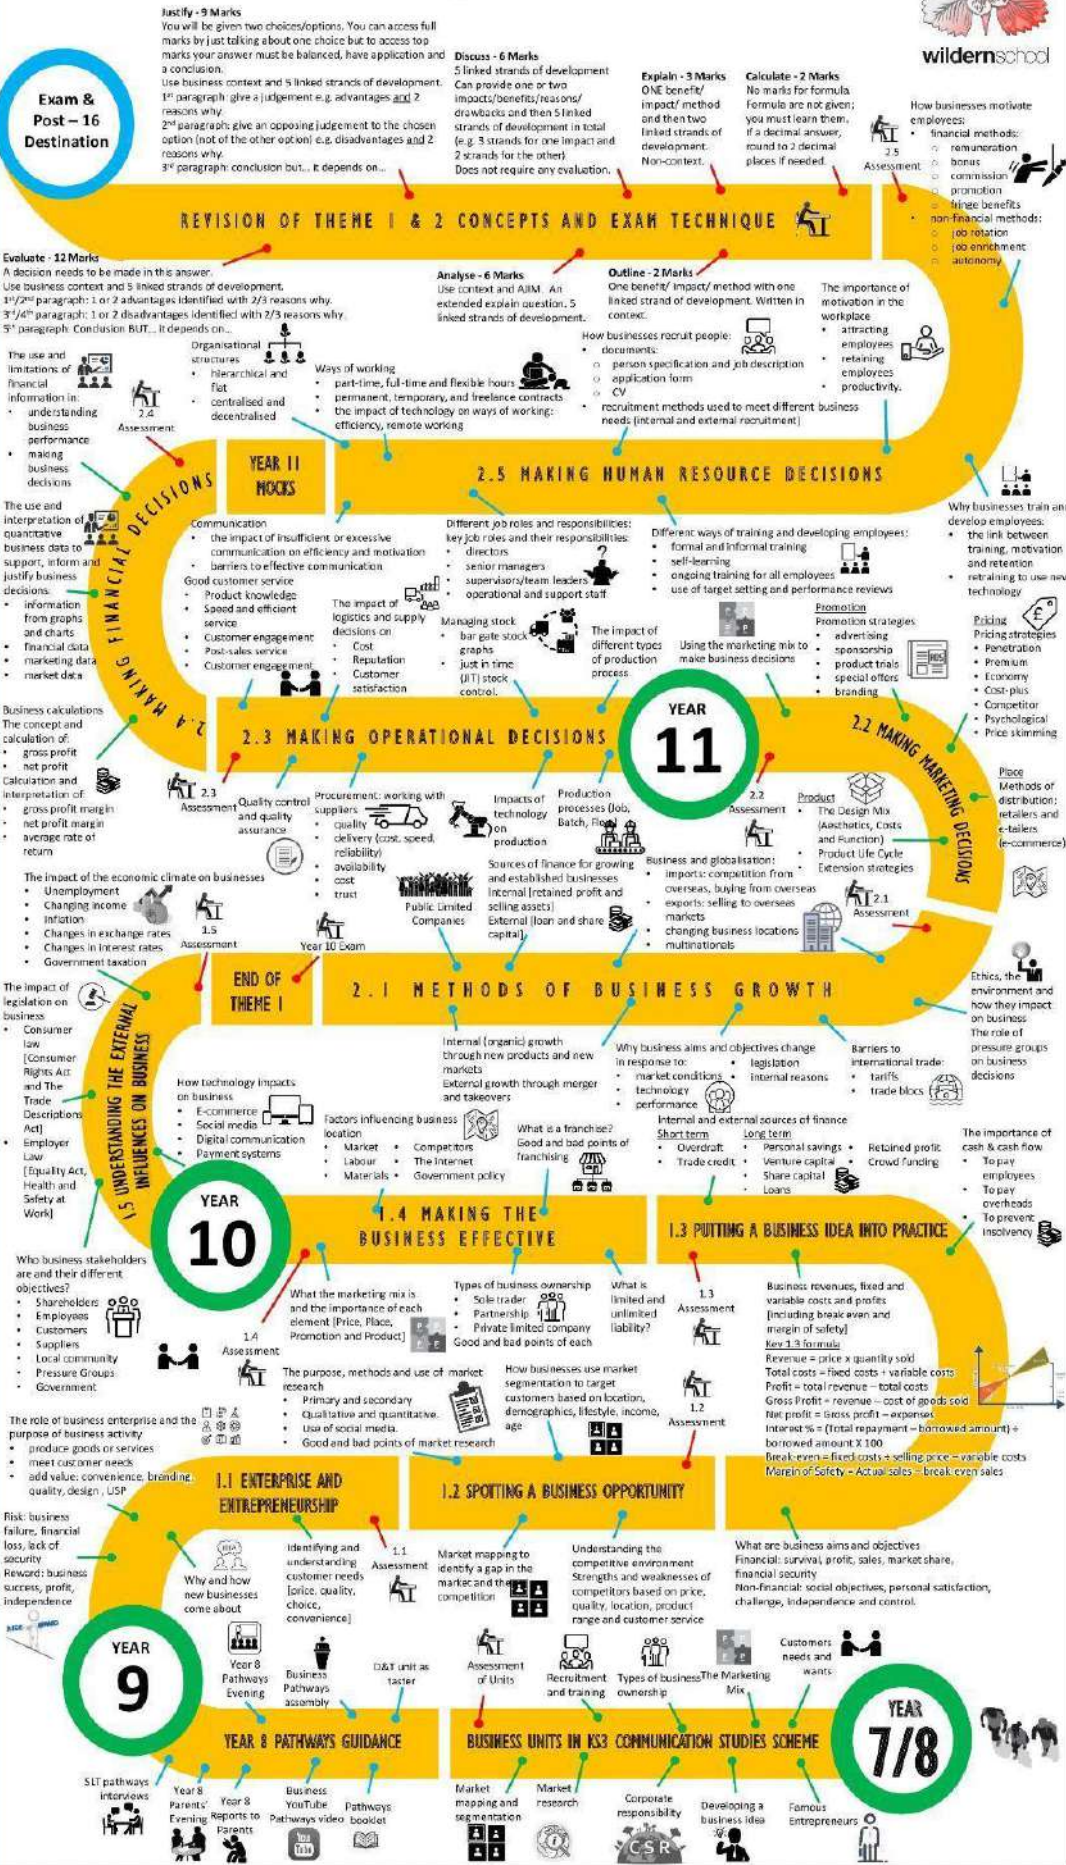 Justify - 9 Marks
You will be given two choices/options. You can access full
marks by just talking about one choice but to access top
marks your answer must be balanced, have application and
a conclusion.
Use business context and 5 linked strands of development.
1st paragraph: give a judgement e.g. advantages and 2
reasons why.
2nd paragraph: give an opposing judgement to the chosen
option (not of the other option) e.g. disadvantages and 2
reasons why.
3rd paragraph: conclusion but... it depends on...
Discuss - 6 Marks
5 linked strands of development
Can provide one or two
impacts/benefits/reasons/
drawbacks and then 5 linked
strands of development in total
(e.g. 3 strands for one impact and
2 strands for the other)
Does not require any evaluation.
Explain - 3 Marks
ONE benefit/
impact/ method
and then two
linked strands of
development.
Non-context.
Calculate - 2 Marks
No marks for formula.
Formula are not given;
you must learn them.
If a decimal answer,
round to 2 decimal
places if needed.
wildernschool
Exam &
Post – 16
Destination
2.5
Assessment
How businesses motivate
employees:
• financial methods:
o remuneration
o bonus
o commission
o promotion
o fringe benefits
• non-financial methods:
o job rotation
o job enrichment
o autonomy
REVISION OF THEME 1 & 2 CONCEPTS AND EXAM TECHNIQUE
Evaluate - 12 Marks
A decision needs to be made in this answer.
Use business context and 5 linked strands of development.
1st/2nd paragraph: 1 or 2 advantages identified with 2/3 reasons why.
3rd/4th paragraph: 1 or 2 disadvantages identified with 2/3 reasons why.
5th paragraph: Conclusion BUT... it depends on...
Analyse - 6 Marks
Use context and AJIM. An
extended explain question. 5
linked strands of development.
Outline - 2 Marks
One benefit/ impact/ method with one
linked strand of development. Written in
context.
The importance of
motivation in the
workplace
• attracting
employees
• retaining
employees
• productivity.
The use and
limitations of
financial
information in:
• understanding
business
performance
• making
business
decisions
2.4
Assessment
Organisational
structures
• hierarchical and
flat
• centralised and
decentralised
Ways of working
• part-time, full-time and flexible hours
• permanent, temporary, and freelance contracts
• the impact of technology on ways of working:
efficiency, remote working
How businesses recruit people:
• documents:
o person specification and job description
o application form
o CV
• recruitment methods used to meet different business
needs (internal and external recruitment)
YEAR 11
MOCKS
2.5 MAKING HUMAN RESOURCE DECISIONS
2.4 MAKING FINANCIAL DECISIONS
The use and
interpretation of
quantitative
business data to
support, inform and
justify business
decisions:
• information
from graphs
and charts
• financial data
• marketing data
• market data
Communication
• the impact of insufficient or excessive
communication on efficiency and motivation
• barriers to effective communication
Good customer service
• Product knowledge
• Speed and efficient
service
• Customer engagement
• Post-sales service
• Customer engagement
The impact of
logistics and supply
decisions on
• Cost
• Reputation
• Customer
satisfaction
Different job roles and responsibilities:
key job roles and their responsibilities:
• directors
• senior managers
• supervisors/team leaders
• operational and support staff
Managing stock
• bar gate stock
graphs
• just in time
(JIT) stock
control.
The impact of
different types
of production
process
Different ways of training and developing employees:
• formal and informal training
• self-learning
• ongoing training for all employees
• use of target setting and performance reviews
Using the marketing mix to
make business decisions
Promotion
Promotion strategies
• advertising
• sponsorship
• product trials
• special offers
• branding
Why businesses train and
develop employees:
• the link between
training, motivation
and retention
• retraining to use new
technology
Pricing
Pricing strategies
• Penetration
• Premium
• Economy
• Cost-plus
• Competitor
• Psychological
• Price skimming
2.3 MAKING OPERATIONAL DECISIONS
YEAR
11
2.2 MAKING MARKETING DECISIONS
Business calculations
The concept and
calculation of:
• gross profit
• net profit
Calculation and
Interpretation of:
• gross profit margin
• net profit margin
• average rate of
return
2.3
Assessment
Quality control
and quality
assurance
Procurement: working with
suppliers
• quality
• delivery (cost, speed,
reliability)
• availability
• cost
• trust
Impacts of
technology
on
production
Production
processes (Job,
Batch, Flow)
2.2
Assessment
Product
• The Design Mix
(Aesthetics, Costs
and Function)
• Product Life Cycle
Extension strategies
Place
Methods of
distribution:
retailers and
e-tailers
(e-commerce)
The impact of the economic climate on businesses
• Unemployment
• Changing income
• Inflation
• Changes in exchange rates
• Changes in interest rates
• Government taxation
1.5
Assessment
Year 10 Exam
Public Limited
Companies
Sources of finance for growing
and established businesses
Internal [retained profit and
selling assets]
External [loan and share
capital]
Business and globalisation:
• imports: competition from
overseas, buying from overseas
• exports: selling to overseas
markets
• changing business locations
• multinationals
2.1
Assessment
END OF
THEME 1
2.1 METHODS OF BUSINESS GROWTH
The impact of
legislation on
business
• Consumer
law
[Consumer
Rights Act
and The
Trade
Descriptions
Act]
• Employer
Law
[Equality Act,
Health and
Safety at
Work]
1.5 UNDERSTANDING THE EXTERNAL
INFLUENCES ON BUSINESS
Internal (organic) growth
through new products and new
markets
External growth through merger
and takeovers
Why business aims and objectives change
in response to:
• market conditions
• technology
• performance
• legislation
• internal reasons
Barriers to
international trade:
• tariffs
• trade blocs
Ethics, the
environment and
how they impact
on business
The role of
pressure groups
on business
decisions
How technology impacts
on business
• E-commerce
• Social media
• Digital communication
• Payment systems
Factors influencing business
location
• Market
• Labour
• Materials
• Competitors
• The Internet
• Government policy
What is a franchise?
Good and bad points of
franchising
Internal and external sources of finance
Short term
• Overdraft
• Trade credit
Long term
• Personal savings
• Venture capital
• Share capital
• Loans
• Retained profit
• Crowd funding
The importance of
cash & cash flow
• To pay
employees
• To pay
overheads
• To prevent
insolvency
YEAR
10
1.4 MAKING THE
BUSINESS EFFECTIVE
1.3 PUTTING A BUSINESS IDEA INTO PRACTICE
Who business stakeholders
are and their different
objectives?
• Shareholders
• Employees
• Customers
• Suppliers
• Local community
• Pressure Groups
• Government
1.4
Assessment
What the marketing mix is
and the importance of each
element [Price, Place,
Promotion and Product]
Types of business ownership
• Sole trader
• Partnership
• Private limited company
Good and bad points of each
What is
limited and
unlimited
liability?
1.3
Assessment
Business revenues, fixed and
variable costs and profits
[including break even and
margin of safety]
Key 1.3 formula
Revenue = price x quantity sold
Total costs = fixed costs + variable costs
Profit = total revenue – total costs
Gross Profit = revenue – cost of goods sold
Net profit = Gross profit – expenses
Interest % = (Total repayment – borrowed amount) ÷
borrowed amount X 100
Break-even = fixed costs ÷ selling price – variable costs
Margin of Safety = Actual sales – break even sales
The purpose, methods and use of market
research
• Primary and secondary
• Qualitative and quantitative.
• Use of social media.
• Good and bad points of market research
How businesses use market
segmentation to target
customers based on location,
demographics, lifestyle, income,
age
1.2
Assessment
The role of business enterprise and the
purpose of business activity
• produce goods or services
• meet customer needs
• add value: convenience, branding,
quality, design , USP
1.1 ENTERPRISE AND
ENTREPRENEURSHIP
1.2 SPOTTING A BUSINESS OPPORTUNITY
Risk: business
failure, financial
loss, lack of
security
Reward: business
success, profit,
independence
Why and how
new businesses
come about
Identifying and
understanding
customer needs
[price, quality,
choice,
convenience]
1.1
Assessment
Market mapping to
identify a gap in the
market and the
competition
Understanding the
competitive environment
Strengths and weaknesses of
competitors based on price,
quality, location, product
range and customer service
What are business aims and objectives
Financial: survival, profit, sales, market share,
financial security
Non-financial: social objectives, personal satisfaction,
challenge, independence and control.
YEAR
9
Year 8
Pathways
Evening
Business
Pathways
assembly
D&T unit as
taster
Assessment
of Units
Recruitment
and training
Types of business
ownership
The Marketing
Mix
Customers
needs and
wants
YEAR
7/8
YEAR 8 PATHWAYS GUIDANCE
BUSINESS UNITS IN KS3 COMMUNICATION STUDIES SCHEME
SLT pathways
interviews
Year 8
Parents'
Evening
Year 8
Reports to
Parents
Business
YouTube
Pathways video
You
Tube
Pathways
booklet
Market
mapping and
segmentation
Market
research
Corporate
responsibility
CSR
Developing a
business idea
Famous
Entrepreneurs